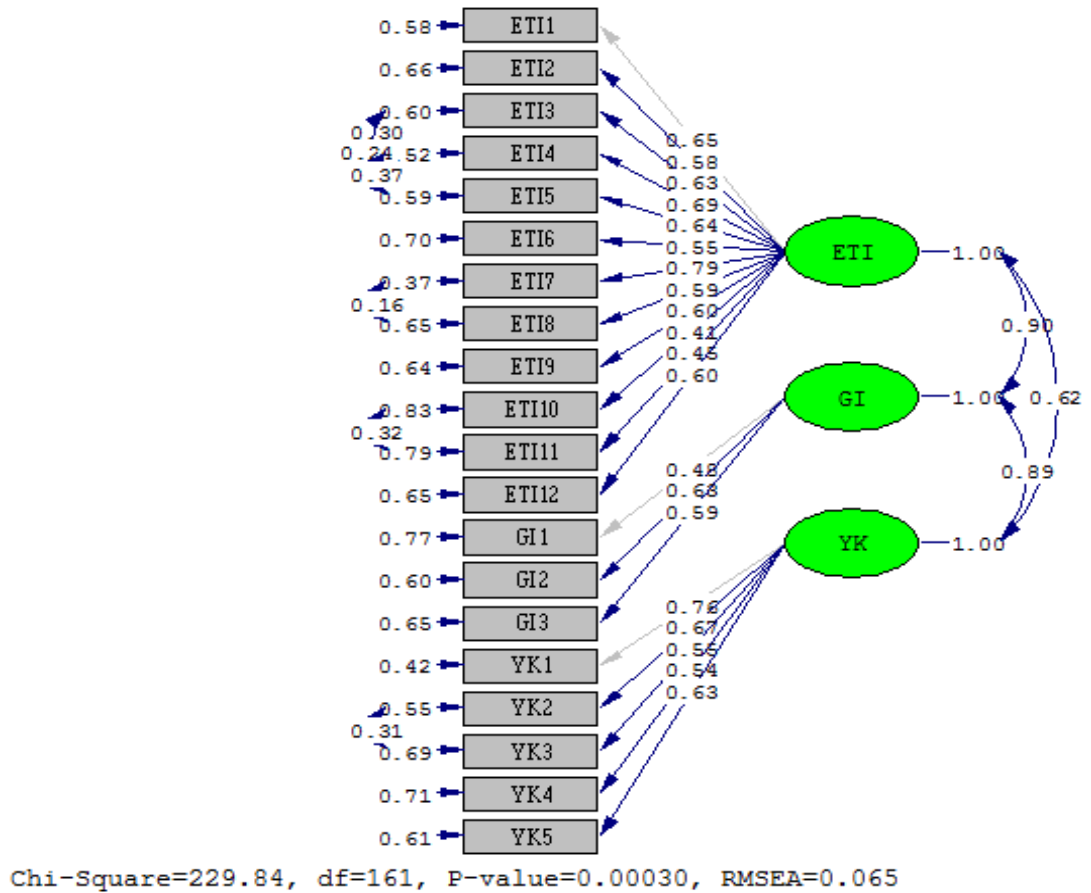 0.58 ETI1
0.66 ETI2
0.60 ETI3
0.30
0.24 0.52 ETI4
0.37
0.59 ETI5
0.70 ETI6
0.37 ETI7
0.16
0.65 ETI8
0.64 ETI9
0.83 ETI10
0.32
0.79 ETI11
0.65 ETI12
0.77 GI1
0.60 GI2
0.65 GI3
0.42 YK1
0.55 YK2
0.31
0.69 YK3
0.71 YK4
0.61 YK5
0.65
0.58
0.63
0.69
0.64
0.55
0.79
0.59
0.60
0.41
0.45
0.60
0.48
0.63
0.59
0.76
0.67
0.54
0.63
ETI 1.00
0.90
GI 1.00 0.62
0.89
YK 1.00
Chi-Square=229.84, df=161, P-value=0.00030, RMSEA=0.065